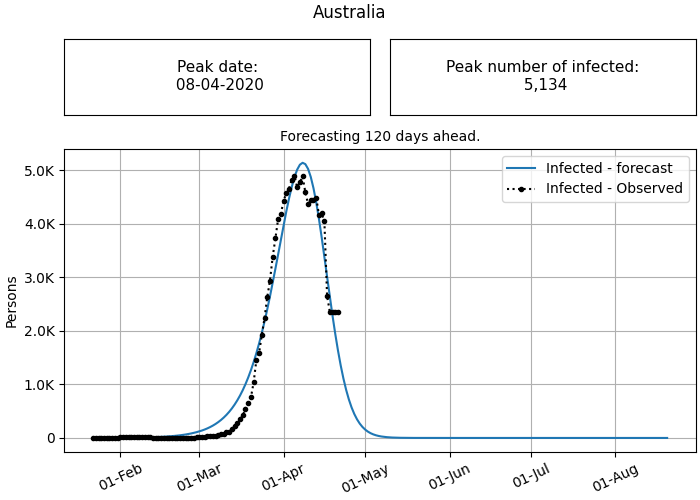 Australia
Peak date:
08-04-2020
Peak number of infected:
5,134
Forecasting 120 days ahead.
Infected - forecast
Infected - Observed
5.0K
4.0K
3.0K
2.0K
1.0K
0
Persons
01-Feb
01-Mar
01-Apr
01-May
01-Jun
01-Jul
01-Aug